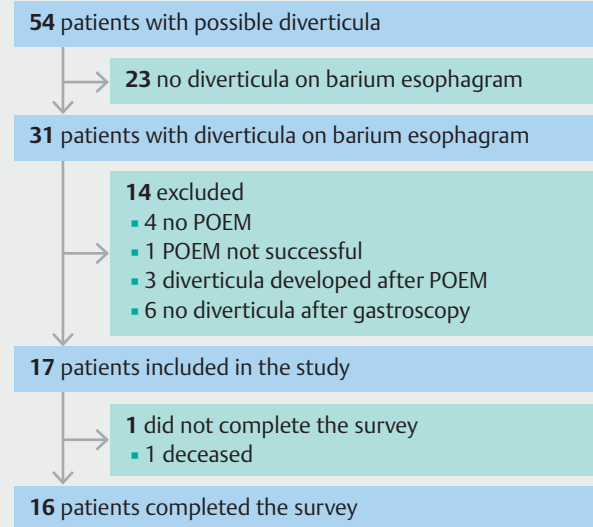 54 patients with possible diverticula
23 no diverticula on barium esophagram
31 patients with diverticula on barium esophagram
14 excluded
▪ 4 no POEM
▪ 1 POEM not successful
▪ 3 diverticula developed after POEM
▪ 6 no diverticula after gastroscopy
17 patients included in the study
1 did not complete the survey
▪ 1 deceased
16 patients completed the survey